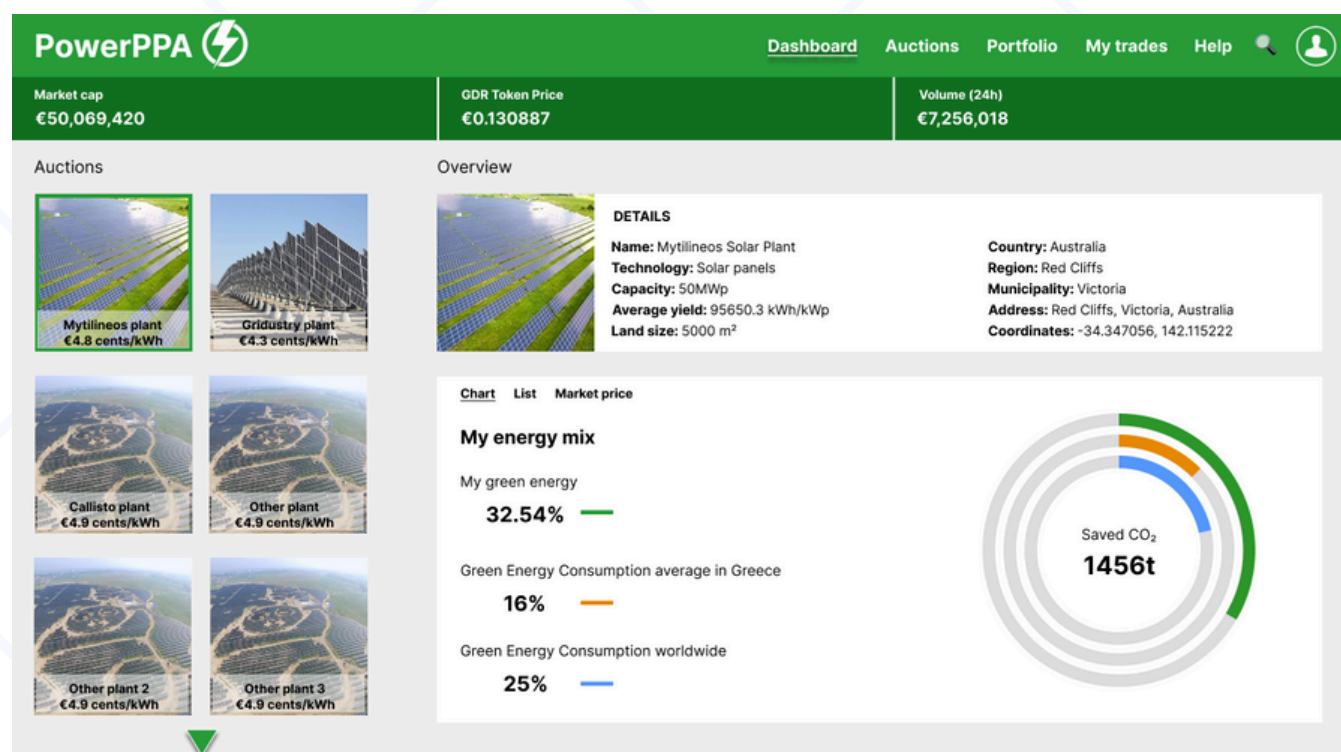 PowerPPA
Dashboard Auctions Portfolio My trades Help
Market cap
€50,069,420
GDR Token Price
€0.130887
Volume (24h)
€7,256,018
Auctions
Mytilineos plant
€4.8 cents/kWh
Gridustry plant
€4.3 cents/kWh
Callisto plant
€4.9 cents/kWh
Other plant
€4.9 cents/kWh
Other plant 2
€4.9 cents/kWh
Other plant 3
€4.9 cents/kWh
Overview
DETAILS
Name: Mytilineos Solar Plant
Technology: Solar panels
Capacity: 50MWp
Average yield: 95650.3 kWh/kWp
Land size: 5000 m²
Country: Australia
Region: Red Cliffs
Municipality: Victoria
Address: Red Cliffs, Victoria, Australia
Coordinates: -34.347056, 142.115222
Chart List Market price
My energy mix
My green energy
32.54%
Green Energy Consumption average in Greece
16%
Green Energy Consumption worldwide
25%
Saved CO₂
1456t